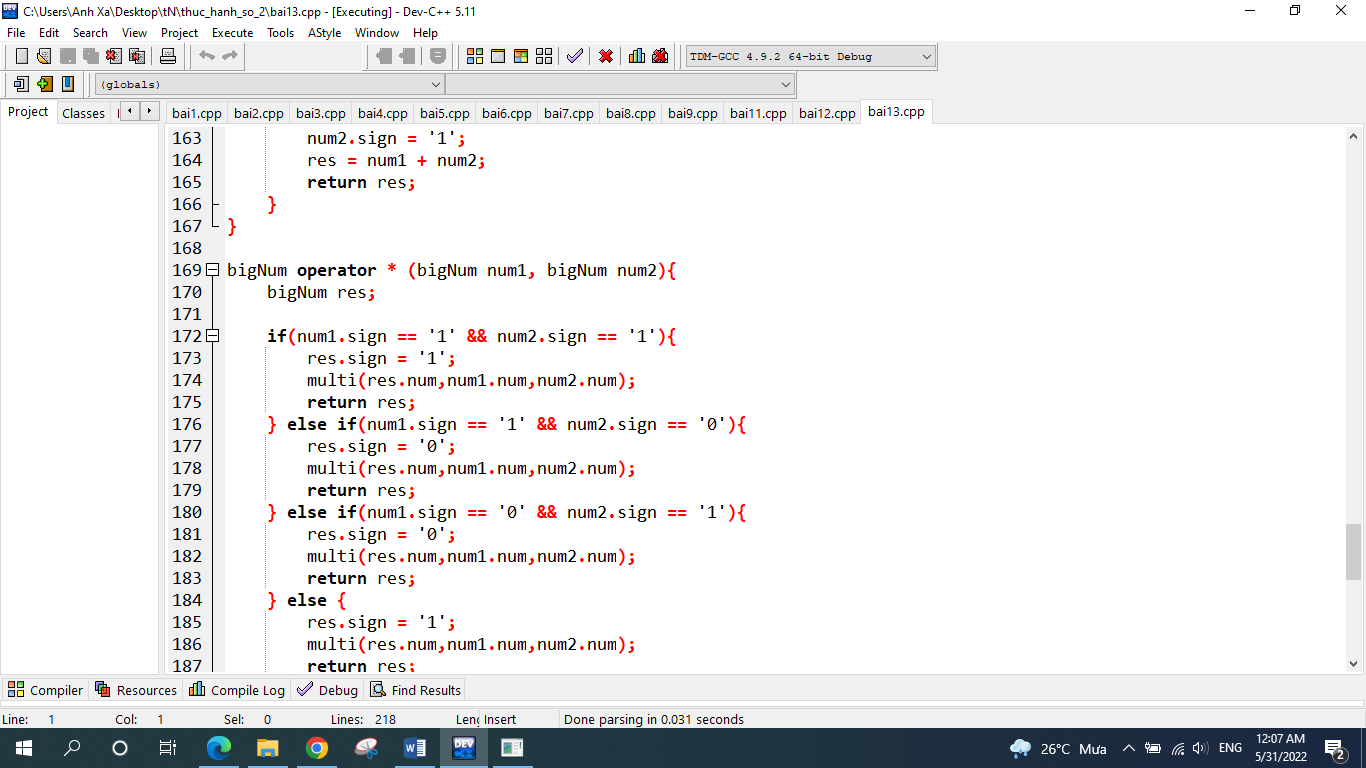 C:\Users\Anh Xa\Desktop\tN\thuc_hanh_so_2\bai13.cpp - [Executing] - Dev-C++ 5.11
File Edit Search View Project Execute Tools AStyle Window Help
TDM-GCC 4.9.2 64-bit Debug
(globals)
Project Classes bai1.cpp bai2.cpp bai3.cpp bai4.cpp bai5.cpp bai6.cpp bai7.cpp bai8.cpp bai9.cpp bai11.cpp bai12.cpp bai13.cpp
163 num2.sign = '1';
164 res = num1 + num2;
165 return res;
166 }
167 }
168
169 bigNum operator * (bigNum num1, bigNum num2){
170 bigNum res;
171
172 if(num1.sign == '1' && num2.sign == '1'){
173 res.sign = '1';
174 multi(res.num,num1.num,num2.num);
175 return res;
176 } else if(num1.sign == '1' && num2.sign == '0'){
177 res.sign = '0';
178 multi(res.num,num1.num,num2.num);
179 return res;
180 } else if(num1.sign == '0' && num2.sign == '1'){
181 res.sign = '0';
182 multi(res.num,num1.num,num2.num);
183 return res;
184 } else {
185 res.sign = '1';
186 multi(res.num,num1.num,num2.num);
187 return res;
Compiler Resources Compile Log Debug Find Results
Line: 1 Col: 1 Sel: 0 Lines: 218 Insert Done parsing in 0.031 seconds
DEV 26°C Mưa ENG 12:07 AM
5/31/2022 2